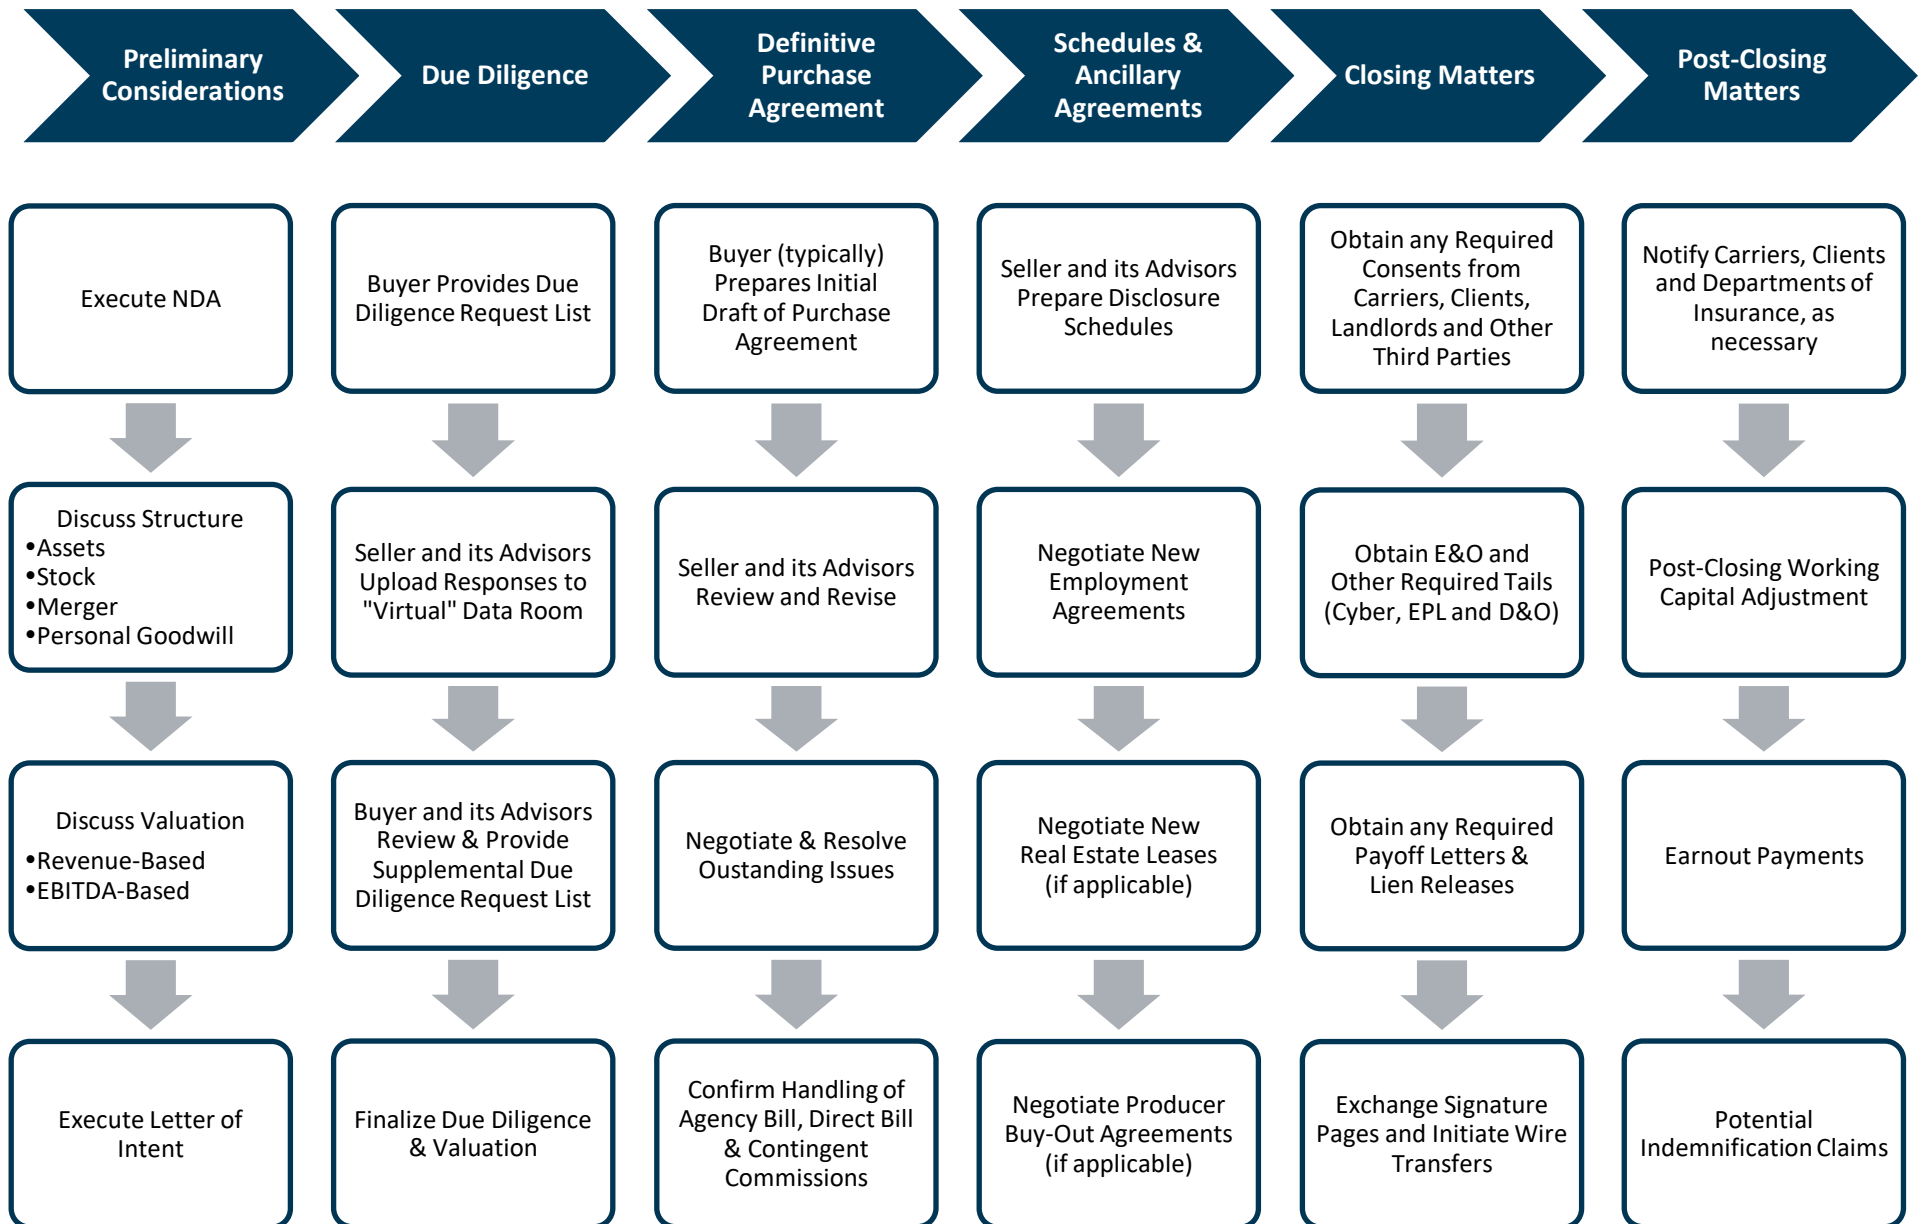 Preliminary
Considerations
Due Diligence
Definitive
Purchase
Agreement
Schedules &
Ancillary
Agreements
Closing Matters
Post-Closing
Matters
Execute NDA
Discuss Structure
•Assets
•Stock
•Merger
•Personal Goodwill
Discuss Valuation
•Revenue-Based
•EBITDA-Based
Execute Letter of
Intent
Buyer Provides Due
Diligence Request List
Seller and its Advisors
Upload Responses to
"Virtual" Data Room
Buyer and its Advisors
Review & Provide
Supplemental Due
Diligence Request List
Finalize Due Diligence
& Valuation
Buyer (typically)
Prepares Initial
Draft of Purchase
Agreement
Seller and its Advisors
Review and Revise
Negotiate & Resolve
Oustanding Issues
Confirm Handling of
Agency Bill, Direct Bill
& Contingent
Commissions
Seller and its Advisors
Prepare Disclosure
Schedules
Negotiate New
Employment
Agreements
Negotiate New
Real Estate Leases
(if applicable)
Negotiate Producer
Buy-Out Agreements
(if applicable)
Obtain any Required
Consents from
Carriers, Clients,
Landlords and Other
Third Parties
Obtain E&O and
Other Required Tails
(Cyber, EPL and D&O)
Obtain any Required
Payoff Letters &
Lien Releases
Exchange Signature
Pages and Initiate Wire
Transfers
Notify Carriers, Clients
and Departments of
Insurance, as
necessary
Post-Closing Working
Capital Adjustment
Earnout Payments
Potential
Indemnification Claims